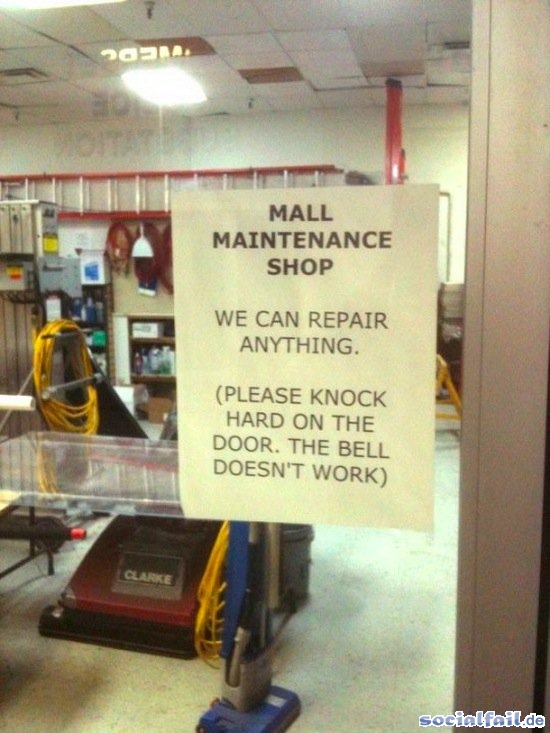 MALL
MAINTENANCE
SHOP
WE CAN REPAIR
ANYTHING.
(PLEASE KNOCK
HARD ON THE
DOOR. THE BELL
DOESN'T WORK)
CLARKE
socialfail.de